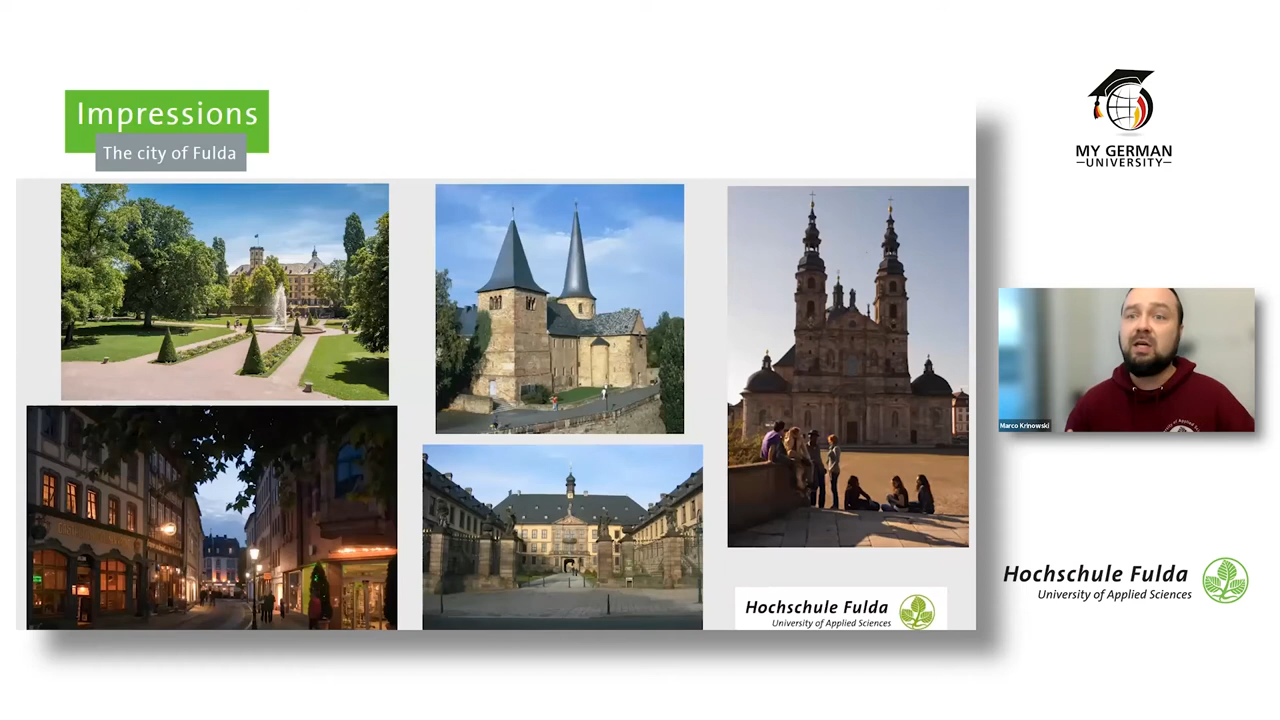 Impressions
The city of Fulda
MY GERMAN
UNIVERSITY
Marco Krinowski
Hochschule Fulda
University of Applied Sciences
Hochschule Fulda
University of Applied Sciences